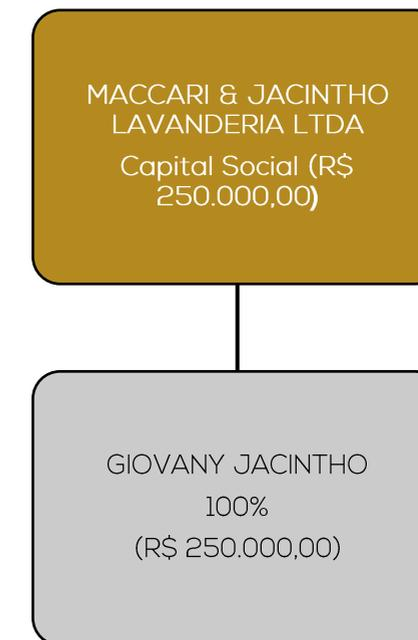 MACCARI & JACINTHO
LAVANDERIA LTDA
Capital Social (R$
250.000,00)
GIOVANY JACINTHO
100%
(R$ 250.000,00)